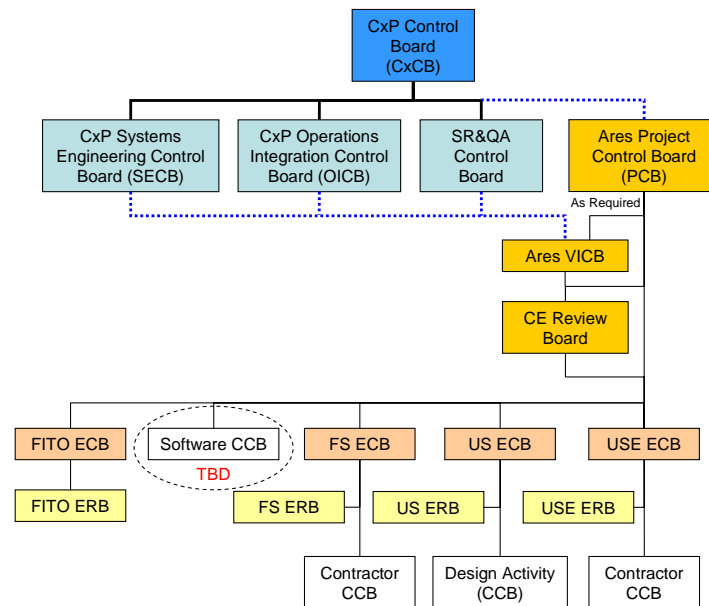 CxP Control
Board
(CxCB)
CxP Systems
Engineering Control
Board (SECB)
CxP Operations
Integration Control
Board (OICB)
SR&QA
Control
Board
Ares Project
Control Board
(PCB)
As Required
Ares VICB
CE Review
Board
FITO ECB
Software CCB
TBD
FS ECB
US ECB
USE ECB
FITO ERB
FS ERB
US ERB
USE ERB
Contractor
CCB
Design Activity
(CCB)
Contractor
CCB